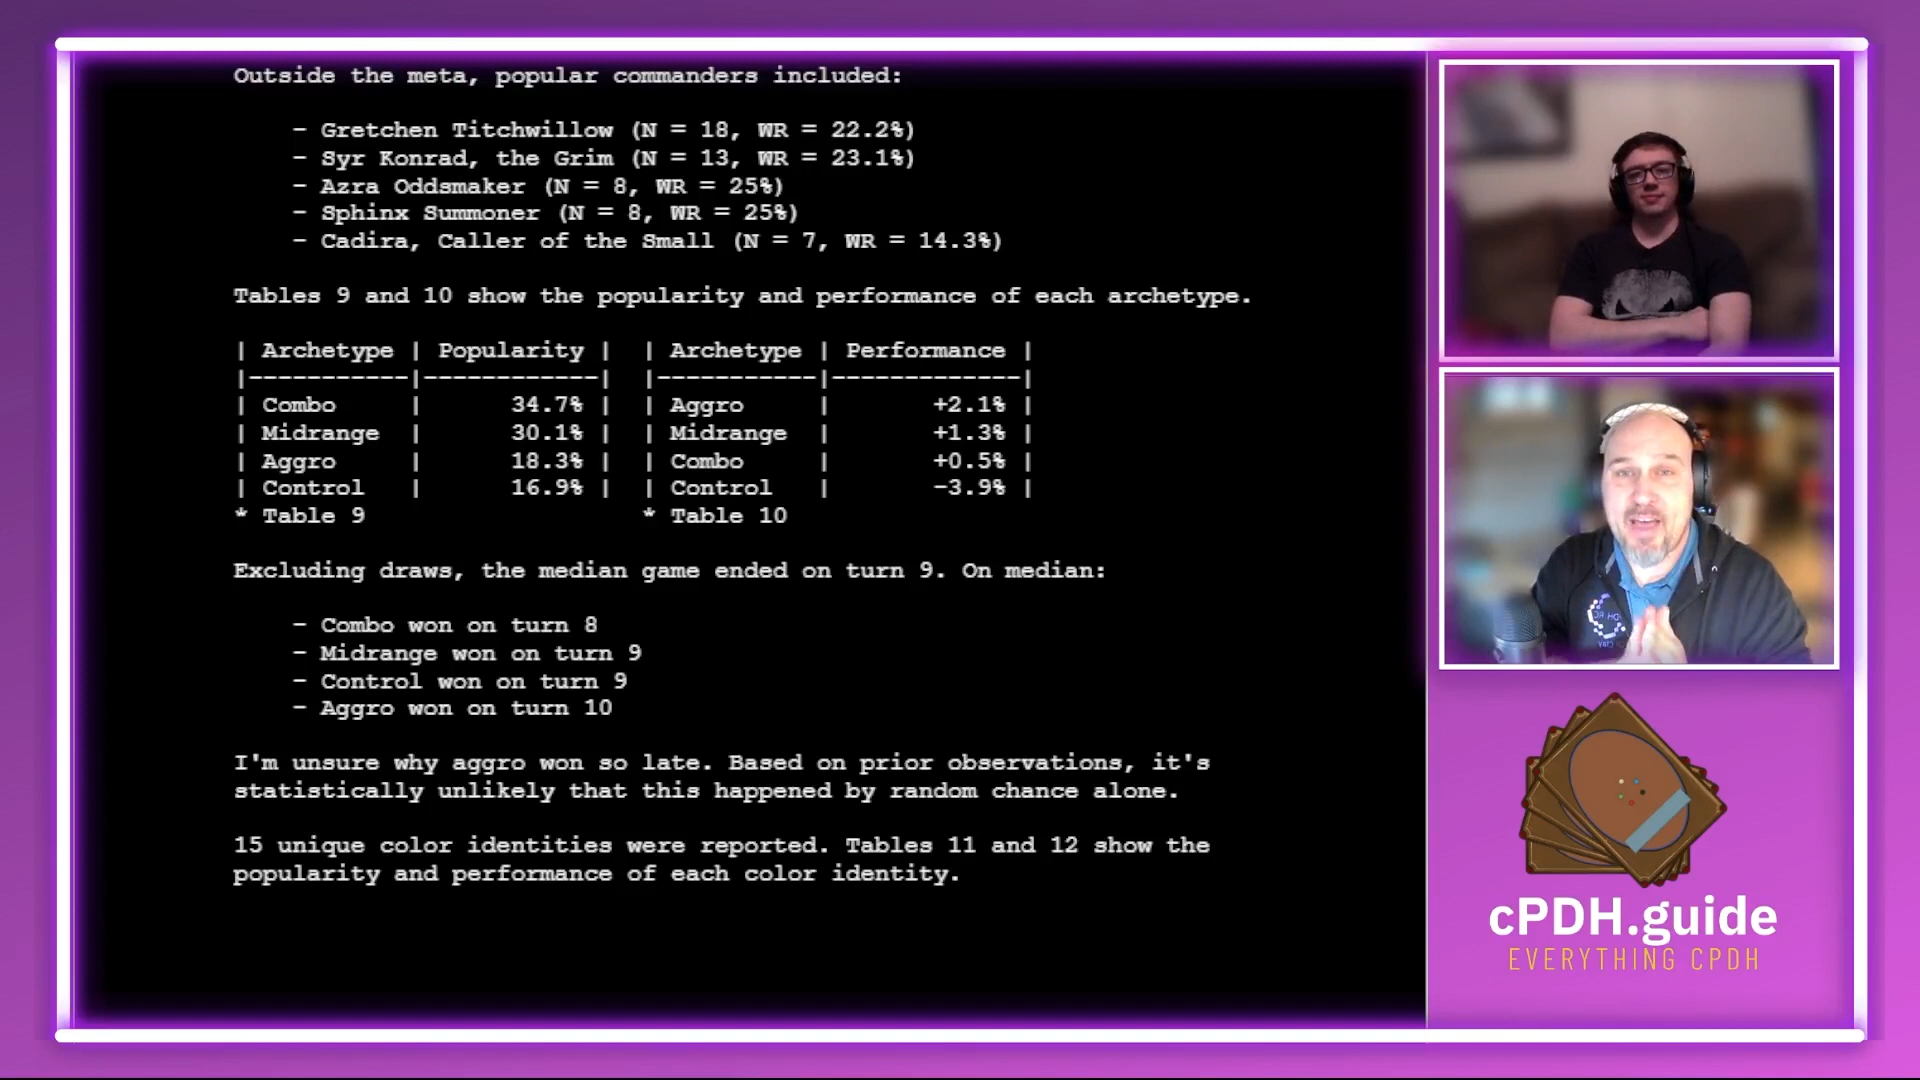 Outside the meta, popular commanders included:
- Gretchen Titchwillow (N = 18, WR = 22.2%)
- Syr Konrad, the Grim (N = 13, WR = 23.1%)
- Azra Oddsmaker (N = 8, WR = 25%)
- Sphinx Summoner (N = 8, WR = 25%)
- Cadira, Caller of the Small (N = 7, WR = 14.3%)
Tables 9 and 10 show the popularity and performance of each archetype.
| Archetype | Popularity | | Archetype | Performance |
|-----------|------------| |-----------|-------------|
| Combo | 34.7% | | Aggro | +2.1% |
| Midrange | 30.1% | | Midrange | +1.3% |
| Aggro | 18.3% | | Combo | +0.5% |
| Control | 16.9% | | Control | -3.9% |
* Table 9 * Table 10
Excluding draws, the median game ended on turn 9. On median:
- Combo won on turn 8
- Midrange won on turn 9
- Control won on turn 9
- Aggro won on turn 10
I'm unsure why aggro won so late. Based on prior observations, it's
statistically unlikely that this happened by random chance alone.
15 unique color identities were reported. Tables 11 and 12 show the
popularity and performance of each color identity.
cPDH.guide
EVERYTHING CPDH